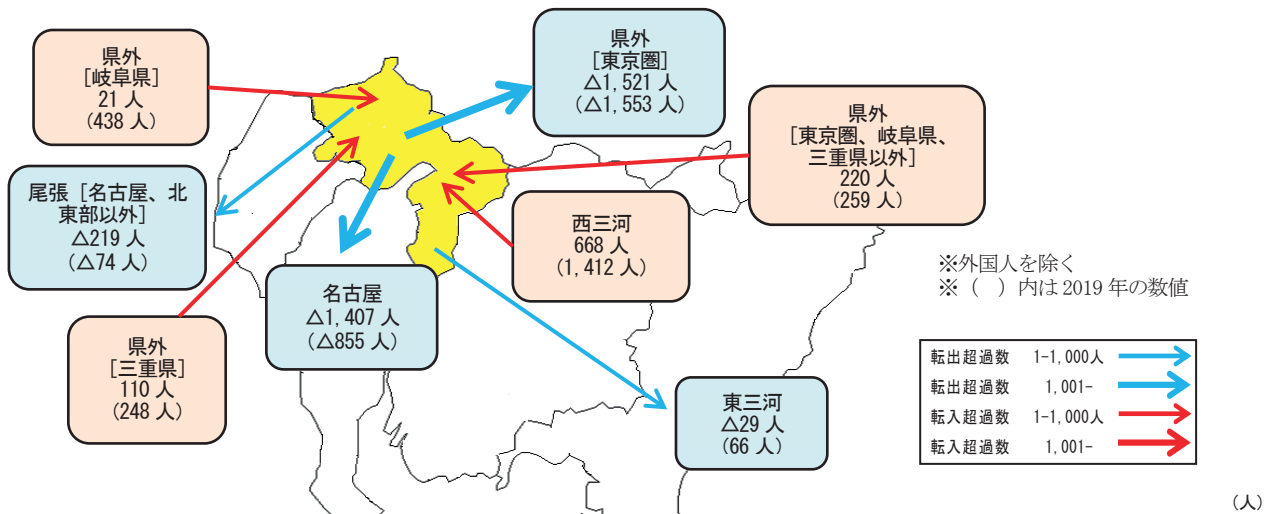 県外
[東京圏]
△1,521 人
(△1,553 人)
県外
[岐阜県]
21 人
(438 人)
県外
[東京圏、岐阜県、
三重県以外]
220 人
(259 人)
尾張［名古屋、北
東部以外］
△219 人
(△74 人)
西三河
668 人
(1,412 人)
名古屋
△1,407 人
(△855 人)
県外
[三重県]
110 人
(248 人)
東三河
△29 人
(66 人)
※外国人を除く
※（　）内は 2019 年の数値
転出超過数 1-1,000人
転出超過数 1,001-
転入超過数 1-1,000人
転入超過数 1,001-
（人）